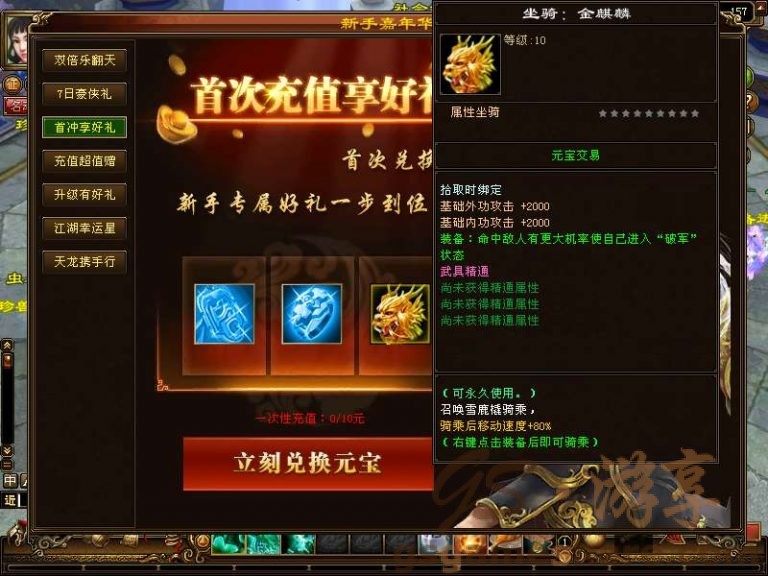 坐骑：金麒麟
157
新手嘉年华
等级:10
属性坐骑
★★★★★★★★★
元宝交易
拾取时绑定
基础外功攻击 +2000
基础内功攻击 +2000
装备：命中敌人有更大机率使自己进入“破军”
状态
武具精通
尚未获得精通属性
尚未获得精通属性
尚未获得精通属性
（可永久使用。）
召唤雪鹿橇骑乘，
骑乘后移动速度+80%
（右键点击装备后即可骑乘）
双倍乐翻天
7日豪侠礼
首冲享好礼
充值超值赠
升级有好礼
江湖幸运星
天龙携手行
首次充值享好礼
首次兑换
新手专属好礼一步到位
一次性充值：0/10元
立刻兑换元宝
近
游享